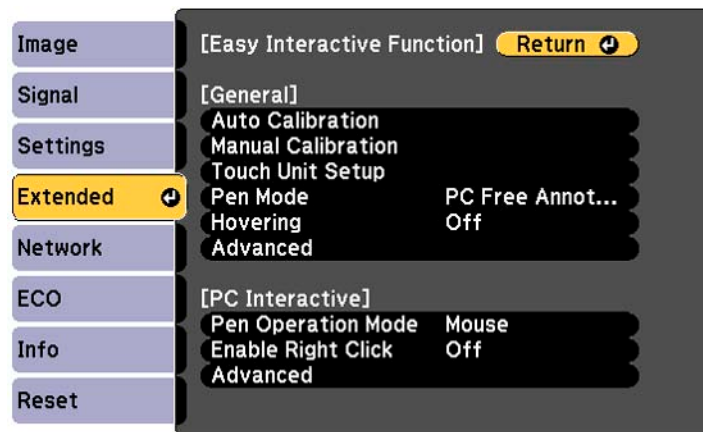 Image
Signal
Settings
Extended
Network
ECO
Info
Reset
[Easy Interactive Function] Return
[General]
Auto Calibration
Manual Calibration
Touch Unit Setup
Pen Mode PC Free Annot...
Hovering Off
Advanced
[PC Interactive]
Pen Operation Mode Mouse
Enable Right Click Off
Advanced